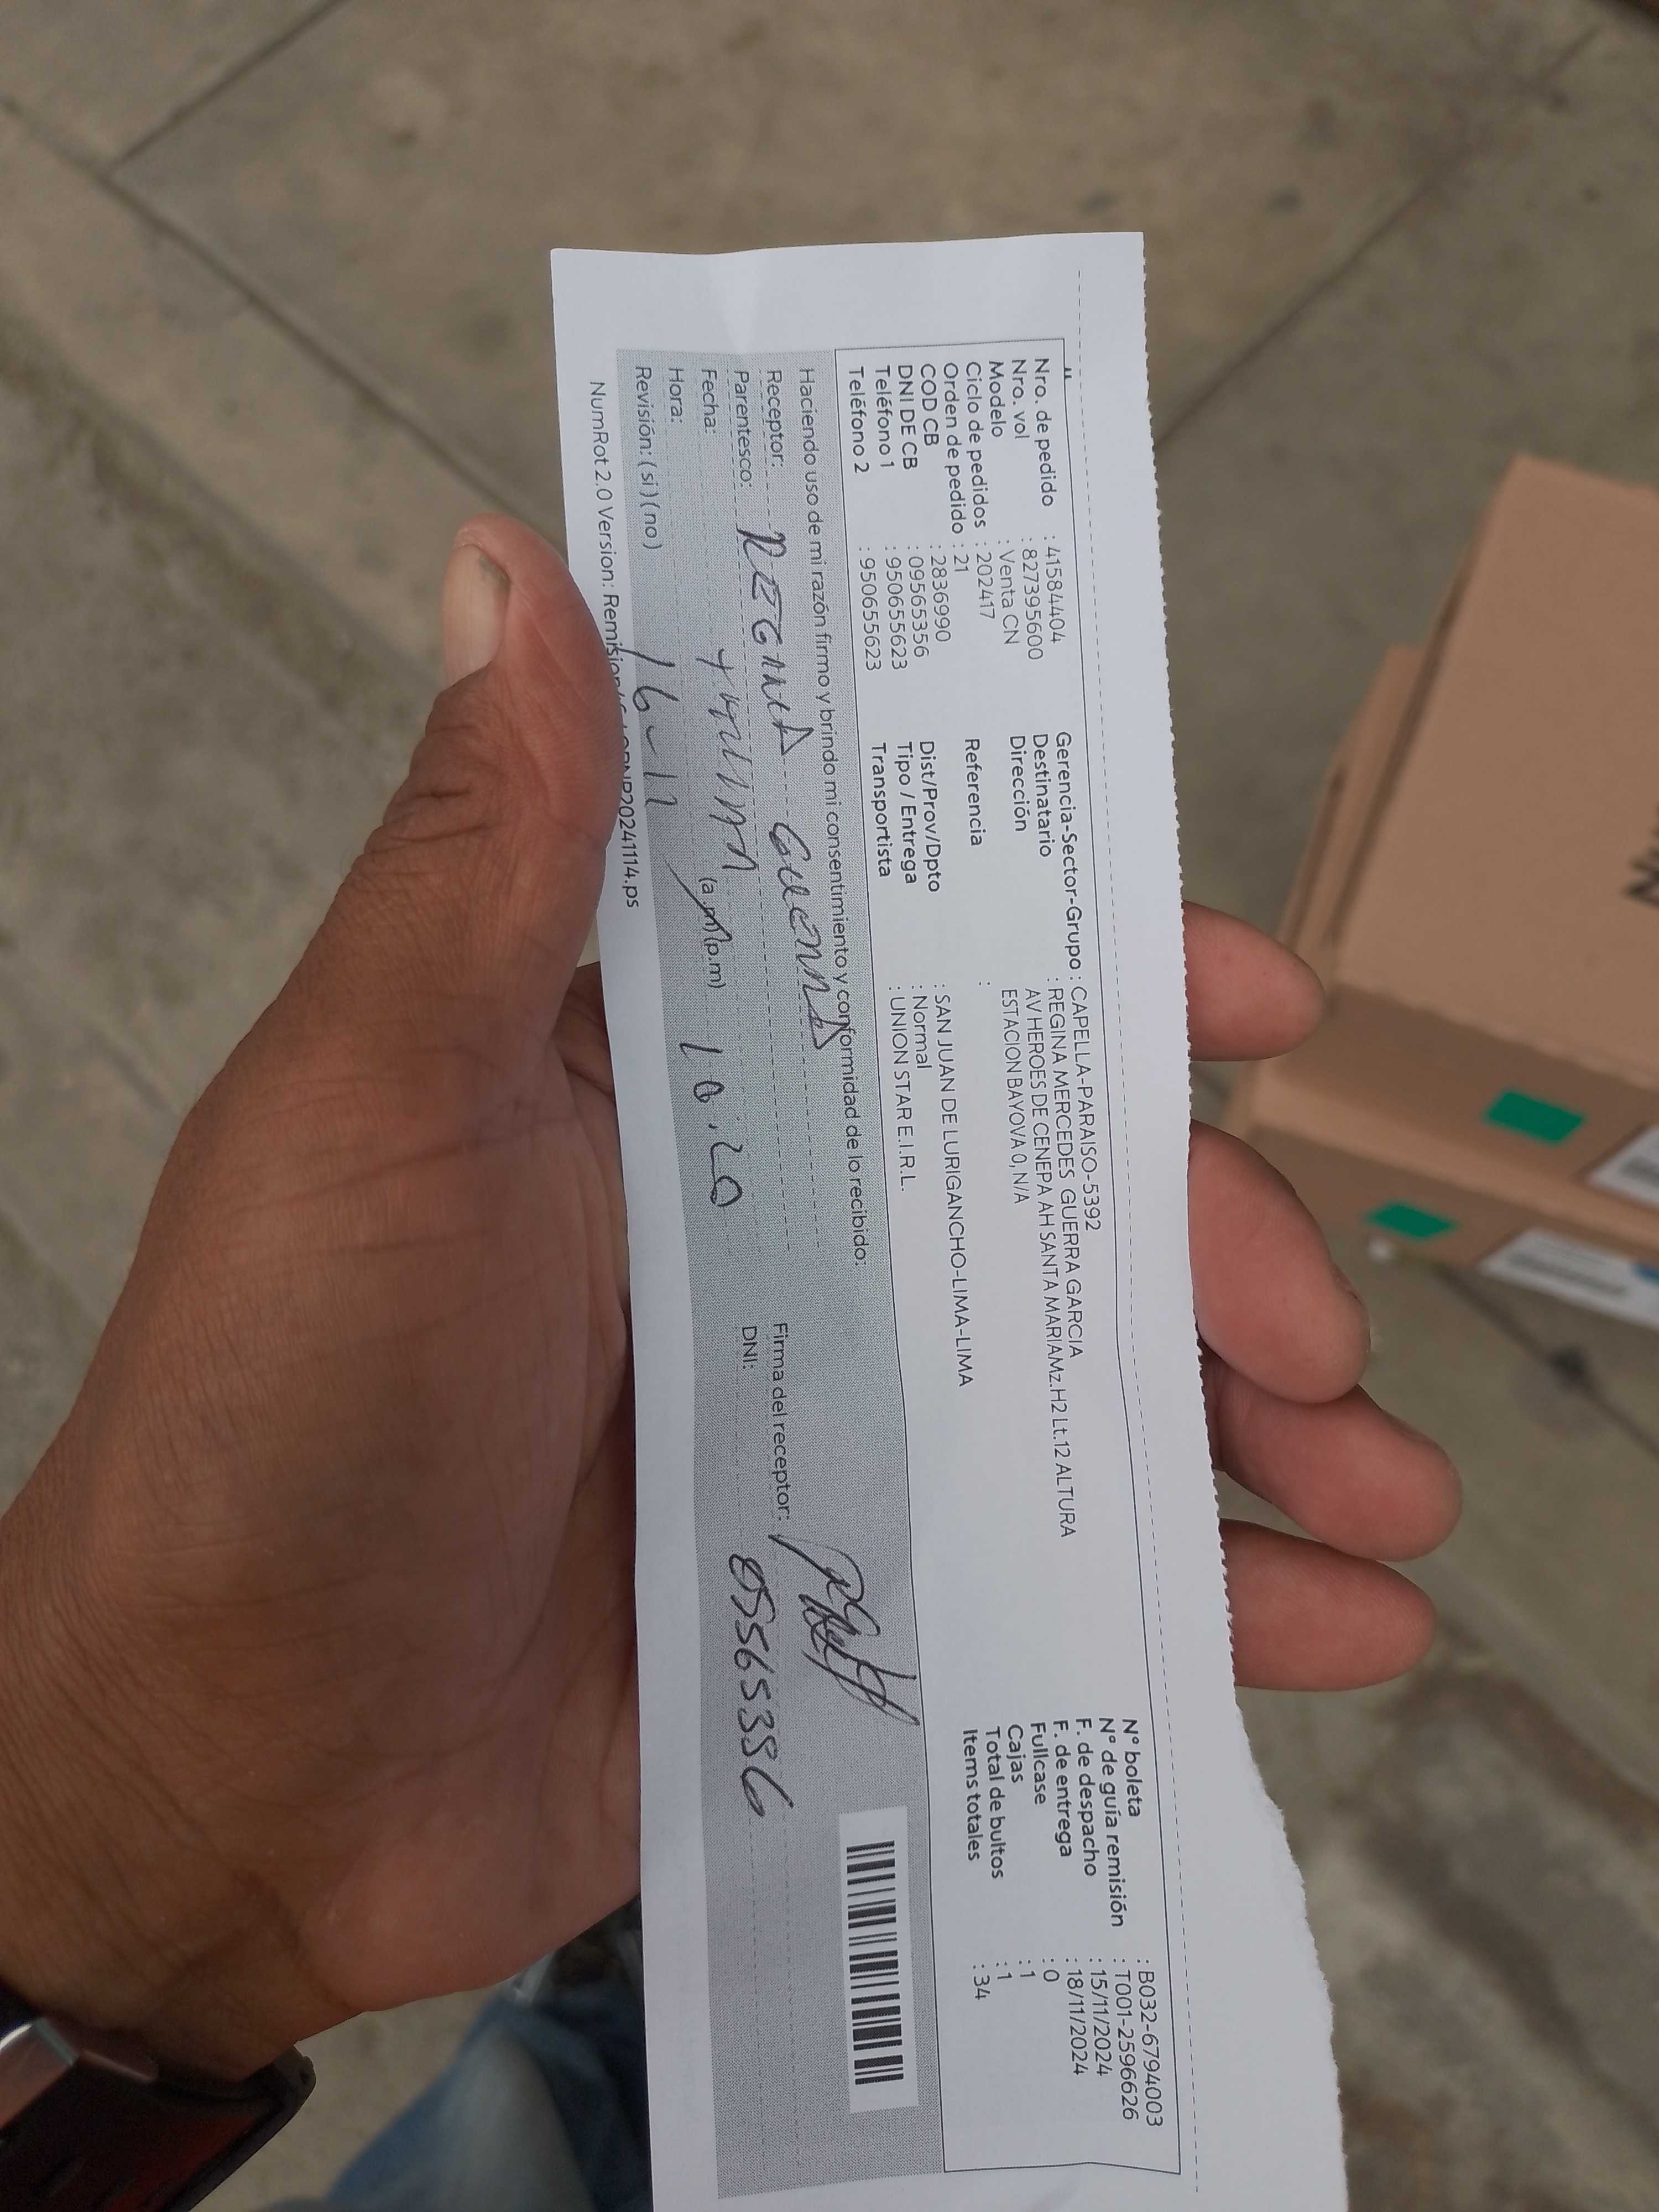 Nro. de pedido : 41584404
Nro. vol : 827395600
Modelo : Venta CN
Ciclo de pedidos : 202417
Orden de pedido : 21
COD CB : 2836990
DNI DE CB : 09565356
Teléfono 1 : 950655623
Teléfono 2 : 950655623
Gerencia-Sector-Grupo : CAPELLA-PARAISO-5392
Destinatario : REGINA MERCEDES GUERRA GARCIA
Dirección : AV HEROES DE CENEPA AH SANTA MARIA Mz.H2 Lt.12 ALTURA
ESTACION BAYOVA 0, N/A
Referencia :
Dist/Prov/Dpto : SAN JUAN DE LURIGANCHO-LIMA-LIMA
Tipo / Entrega : Normal
Transportista : UNION STAR E.I.R.L.
N° boleta : B032-6794003
N° de guía remisión : T001-2596626
F. de despacho : 15/11/2024
F. de entrega : 18/11/2024
Fullcase : 0
Cajas : 1
Total de bultos : 1
Items totales : 34
Haciendo uso de mi razón firmo y brindo mi consentimiento y conformidad de lo recibido:
Receptor: REGINA GUERRA
Parentesco:
Fecha: 16-11
Hora: (a.m) (p.m) 10.20
Revisión: (si) (no)
Firma del receptor:
DNI: 09565356
NumRot 2.0 Version: 20241114.ps